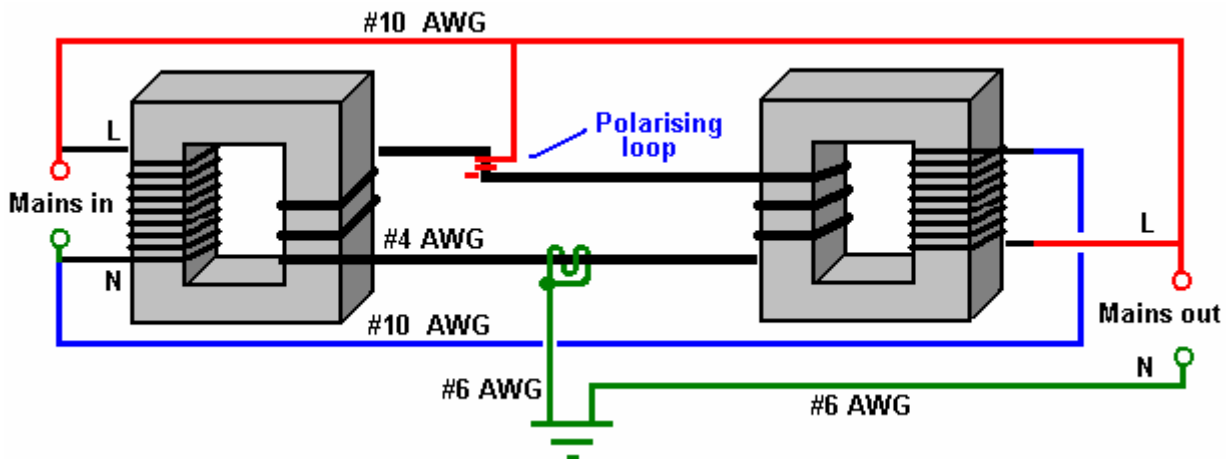 #10 AWG
L
Polarising
loop
Mains in
#4 AWG
L
N
#10 AWG
Mains out
#6 AWG
N
#6 AWG